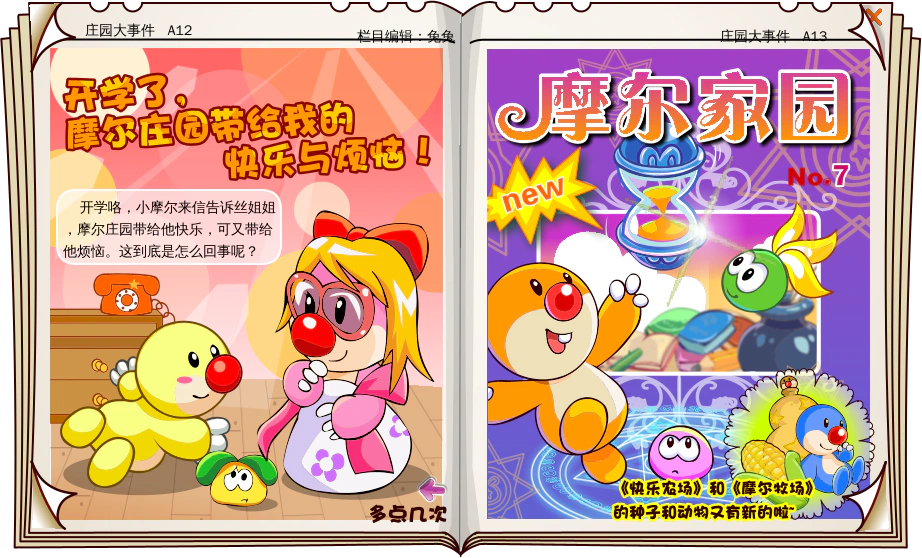 庄园大事件 A12
栏目编辑：兔兔
开学了，
摩尔庄园带给我的
快乐与烦恼！
开学咯，小摩尔来信告诉丝姐姐
，摩尔庄园带给他快乐，可又带给
他烦恼。这到底是怎么回事呢？
多点几次
庄园大事件 A13
摩尔家园
No.7
new
《快乐农场》和《摩尔牧场》
的种子和动物又有新的啦~